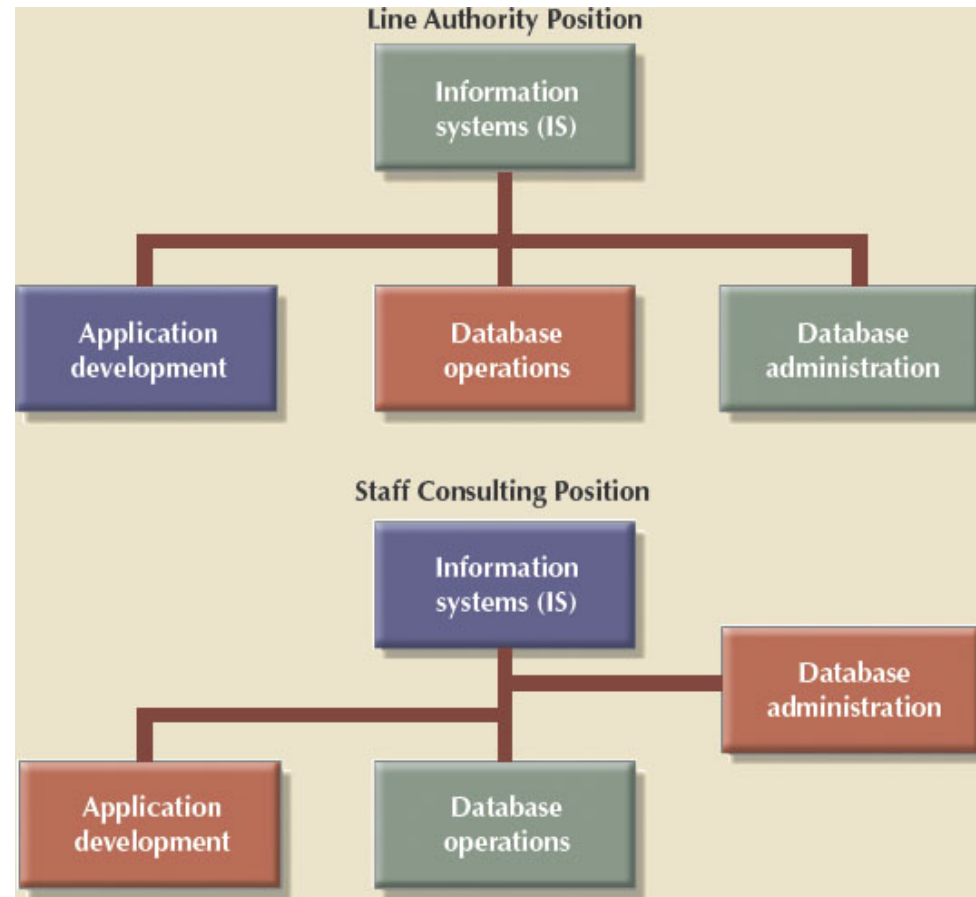 Line Authority Position
Information
systems (IS)
Application
development
Database
operations
Database
administration
Staff Consulting Position
Information
systems (IS)
Database
administration
Application
development
Database
operations